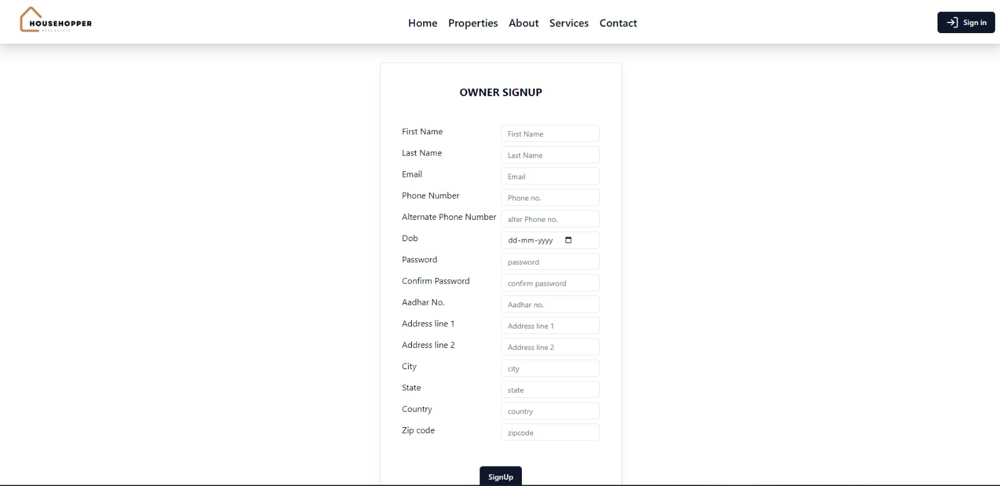 HOUSEHOPPER
REAL ESTATE
Home Properties About Services Contact
Sign in
OWNER SIGNUP
First Name First Name
Last Name Last Name
Email Email
Phone Number Phone no.
Alternate Phone Number alter Phone no.
Dob dd-mm-yyyy
Password password
Confirm Password confirm password
Aadhar No. Aadhar no.
Address line 1 Address line 1
Address line 2 Address line 2
City city
State state
Country country
Zip code zipcode
SignUp